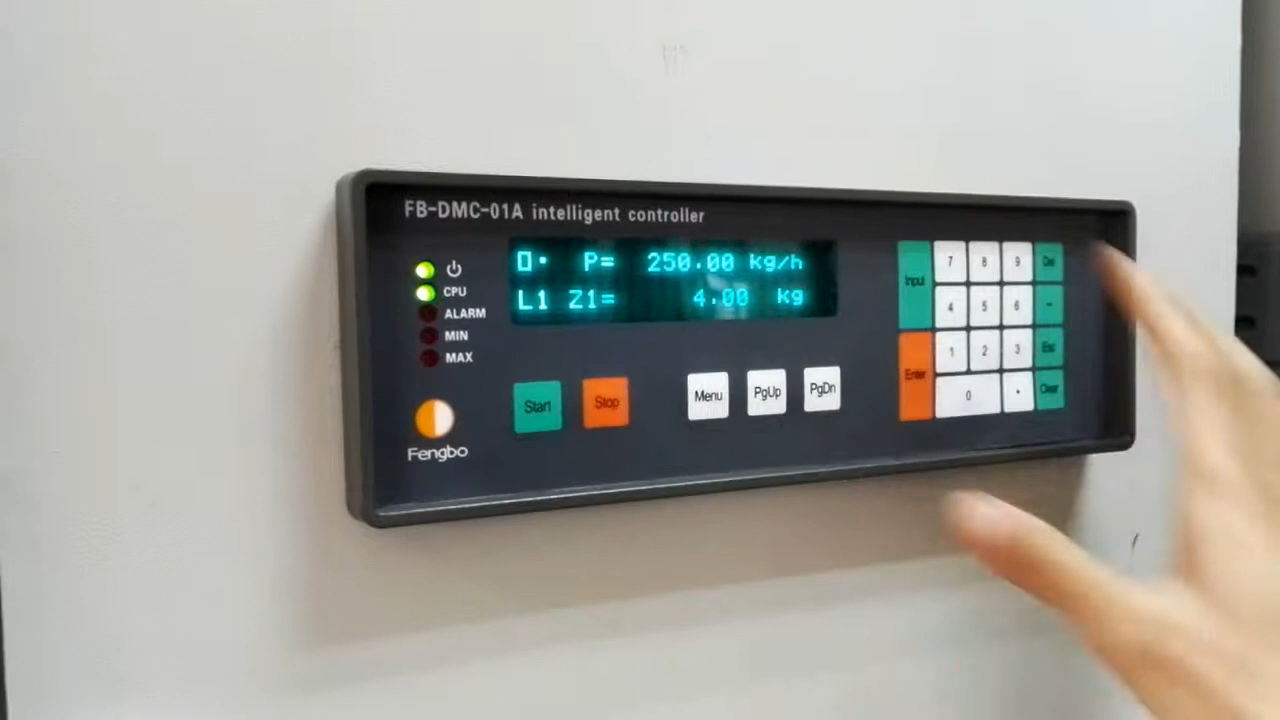 FB-DMC-01A intelligent controller
CPU
ALARM
MIN
MAX
P= 250.00 kg/h
L1 Z1= 4.00 kg
Start
Stop
Menu
PgUp
PgDn
Fengbo
Input
7
8
9
Del
4
5
6
-
Enter
1
2
3
Esc
0
.
Clear